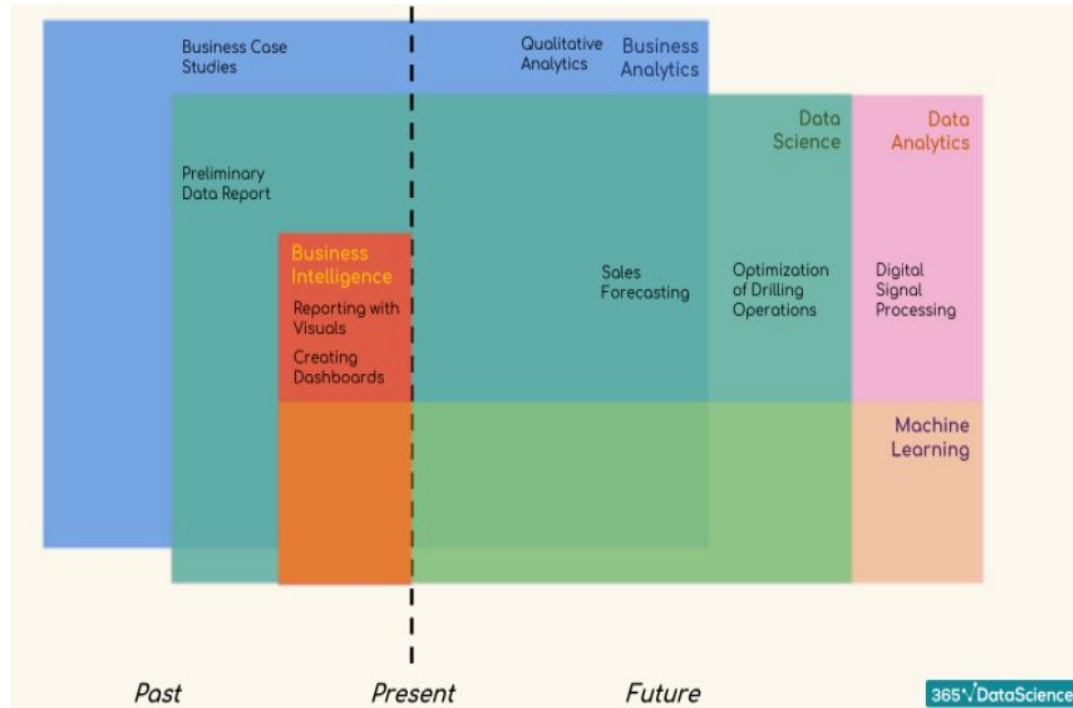 Business Case
Studies
Qualitative
Analytics
Business
Analytics
Data
Science
Data
Analytics
Preliminary
Data Report
Business
Intelligence
Reporting with
Visuals
Creating
Dashboards
Sales
Forecasting
Optimization
of Drilling
Operations
Digital
Signal
Processing
Machine
Learning
Past
Present
Future
365√DataScience